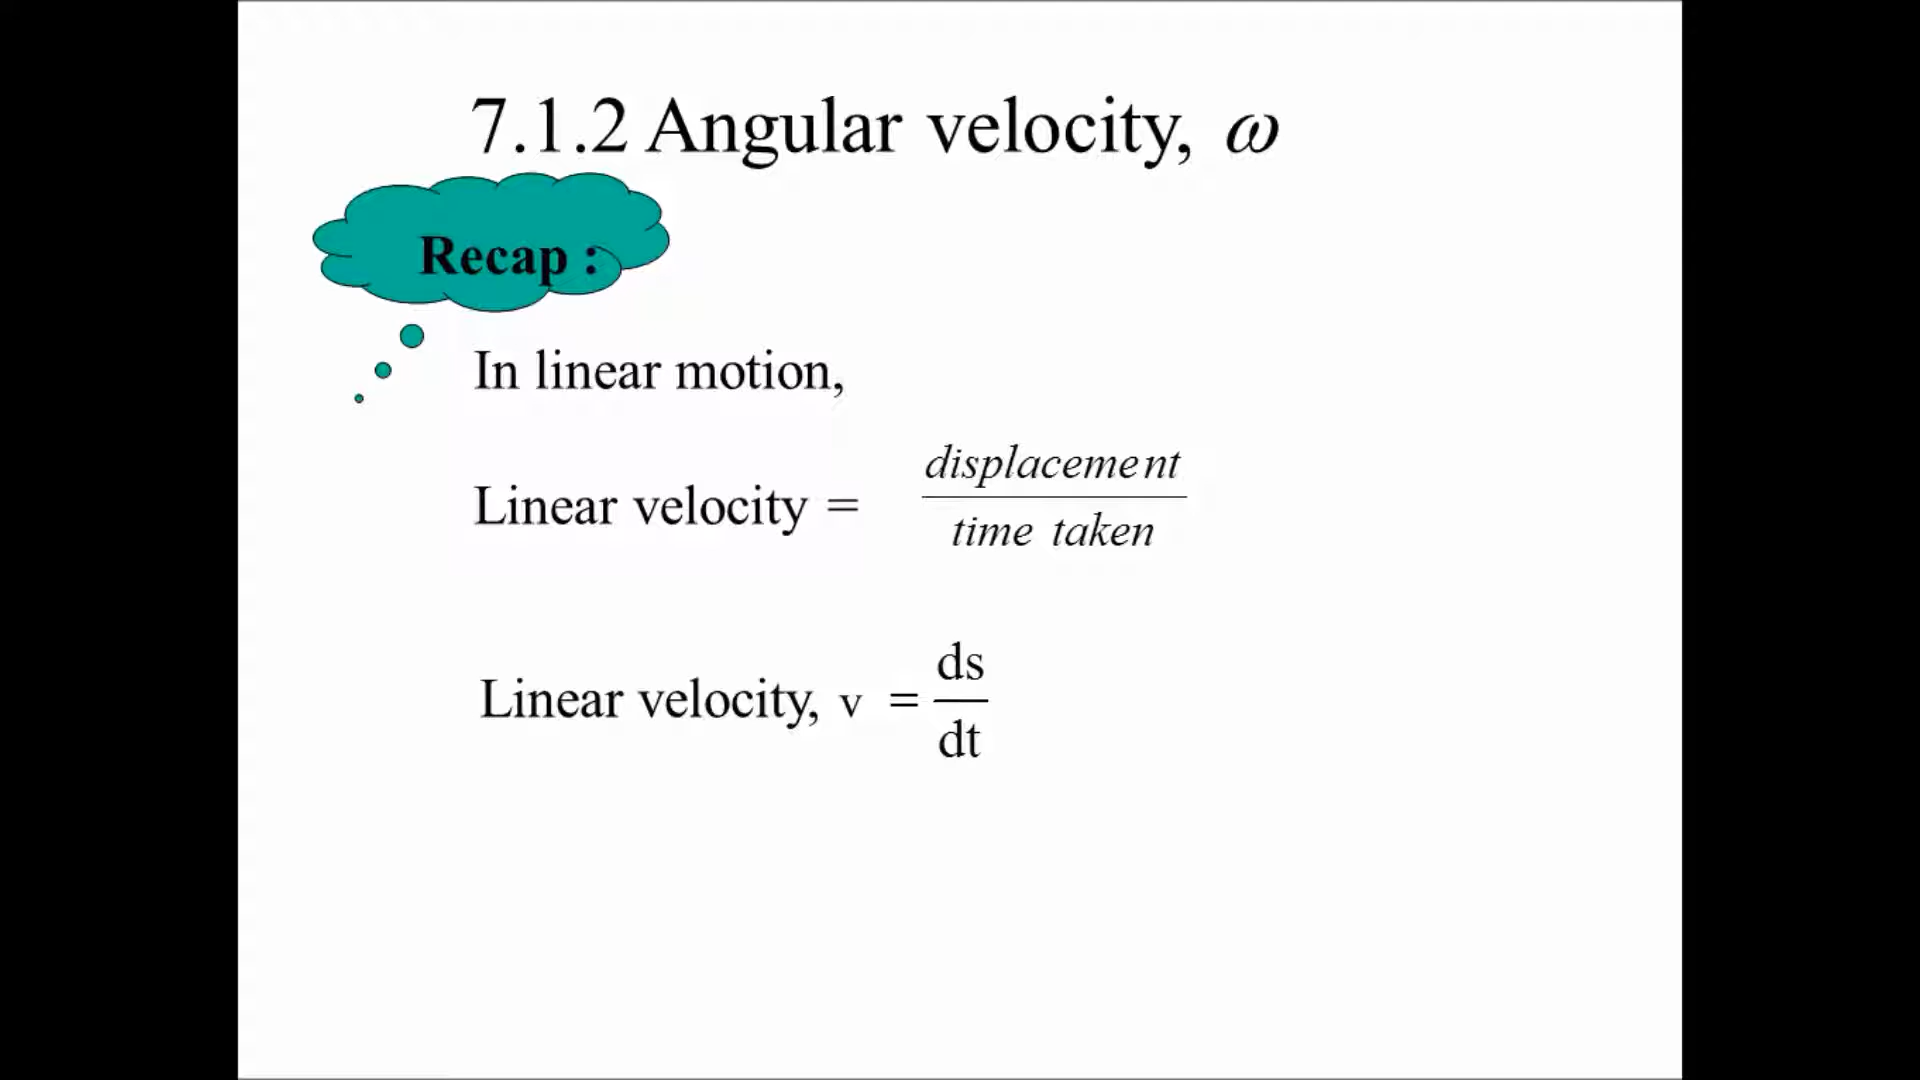 7.1.2 Angular velocity, ω
Recap :
In linear motion,
Linear velocity = displacement / time taken
Linear velocity, v = ds / dt